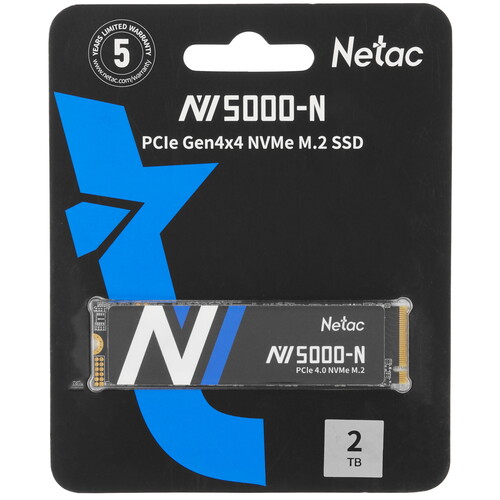 5 YEARS LIMITED WARRANTY
www.netac.com/warranty
Netac
NV5000-N
PCIe Gen4x4 NVMe M.2 SSD
Netac
NV5000-N
PCIe 4.0 NVMe M.2
2
TB